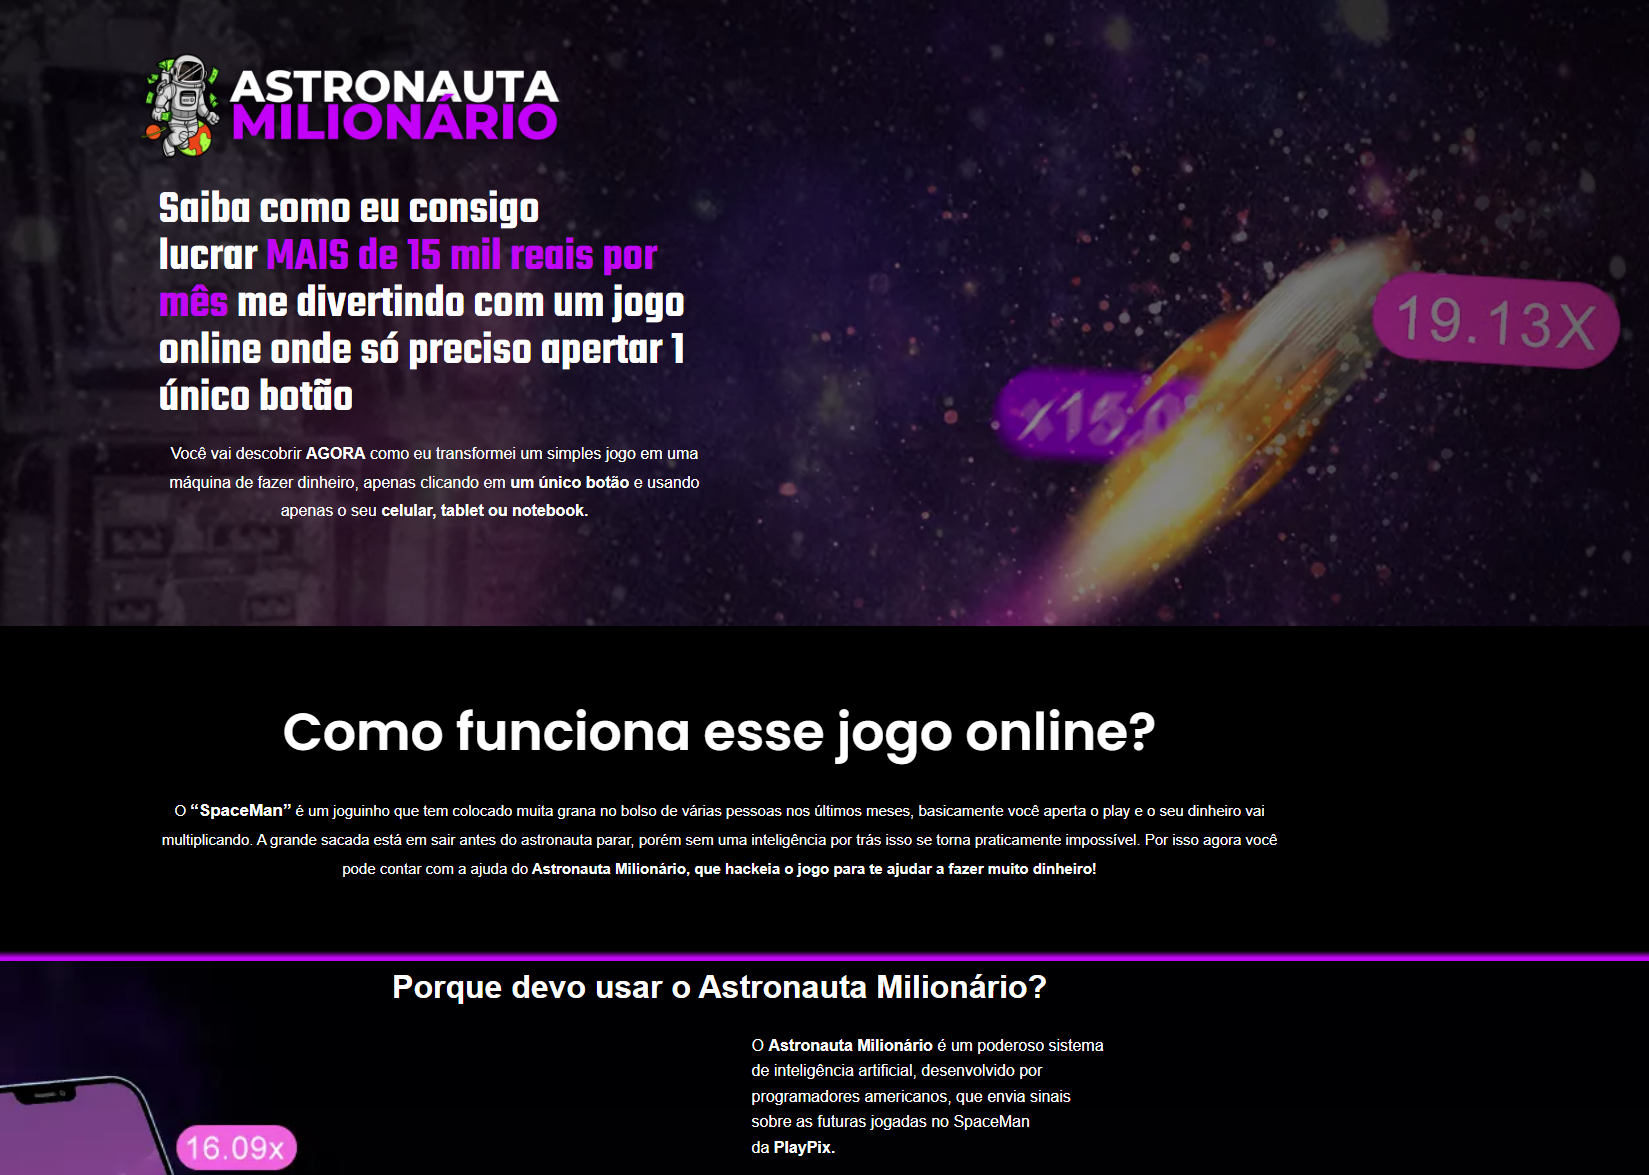 ASTRONAUTA
MILIONÁRIO
Saiba como eu consigo
lucrar MAIS de 15 mil reais por
mês me divertindo com um jogo
online onde só preciso apertar 1
único botão
Você vai descobrir AGORA como eu transformei um simples jogo em uma
máquina de fazer dinheiro, apenas clicando em um único botão e usando
apenas o seu celular, tablet ou notebook.
19.13X
Como funciona esse jogo online?
O “SpaceMan” é um joguinho que tem colocado muita grana no bolso de várias pessoas nos últimos meses, basicamente você aperta o play e o seu dinheiro vai
multiplicando. A grande sacada está em sair antes do astronauta parar, porém sem uma inteligência por trás isso se torna praticamente impossível. Por isso agora você
pode contar com a ajuda do Astronauta Milionário, que hackeia o jogo para te ajudar a fazer muito dinheiro!
Porque devo usar o Astronauta Milionário?
O Astronauta Milionário é um poderoso sistema
de inteligência artificial, desenvolvido por
programadores americanos, que envia sinais
sobre as futuras jogadas no SpaceMan
da PlayPix.
16.09x